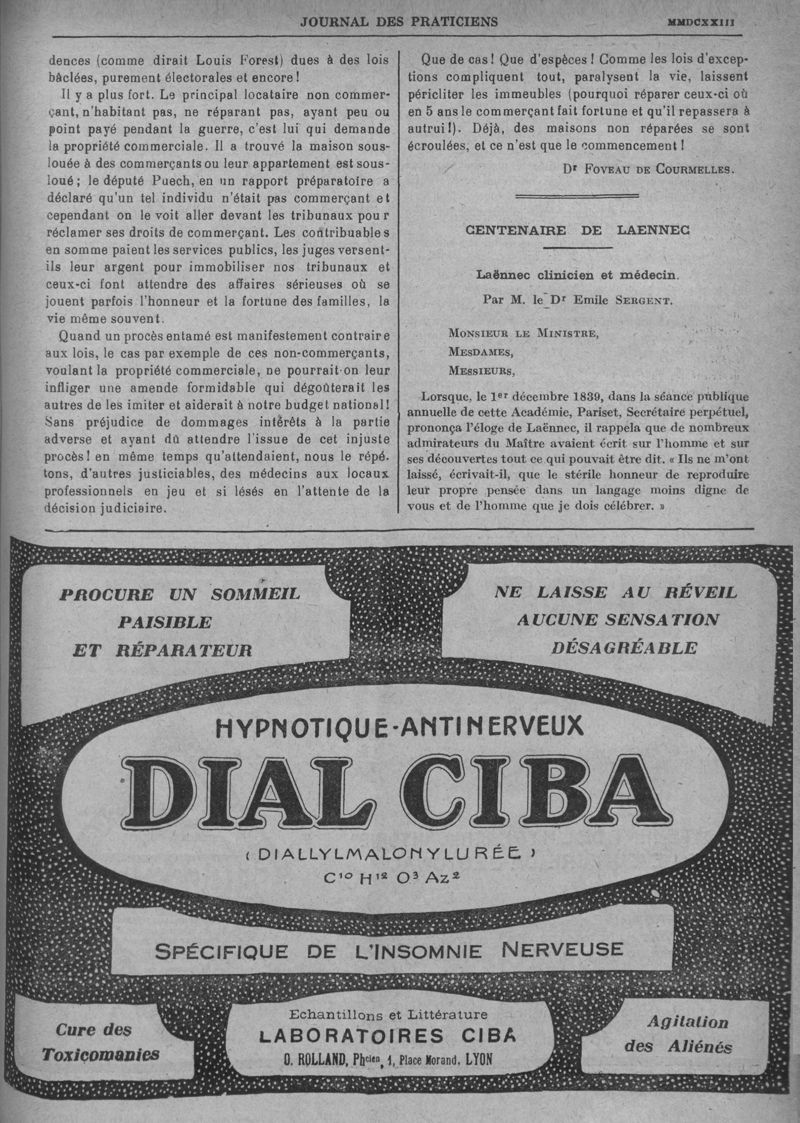 JOURNAL DES PRATICIENS
MMDCXXIII
dences (comme dirait Louis Forest) dues à des lois
bâclées, purement électorales et encore !
Il y a plus fort. Le principal locataire non commer-
çant, n'habitant pas, ne réparant pas, ayant peu ou
point payé pendant la guerre, c'est lui qui demande
la propriété commerciale. Il a trouvé la maison sous-
louée à des commerçants ou leur appartement est sous-
loué ; le député Puech, en un rapport préparatoire a
déclaré qu'un tel individu n'était pas commerçant et
cependant on le voit aller devant les tribunaux pour
réclamer ses droits de commerçant. Les contribuables
en somme paient les services publics, les juges versent-
ils leur argent pour immobiliser nos tribunaux et
ceux-ci font attendre des affaires sérieuses où se
jouent parfois l'honneur et la fortune des familles, la
vie même souvent.
Quand un procès entamé est manifestement contraire
aux lois, le cas par exemple de ces non-commerçants,
voulant la propriété commerciale, ne pourrait-on leur
infliger une amende formidable qui dégoûterait les
autres de les imiter et aiderait à notre budget national !
Sans préjudice de dommages intérêts à la partie
adverse et ayant dû attendre l'issue de cet injuste
procès ! en même temps qu'attendaient, nous le répé-
tons, d'autres justiciables, des médecins aux locaux
professionnels en jeu et si lésés en l'attente de la
décision judiciaire.
Que de cas ! Que d'espèces ! Comme les lois d'excep-
tions compliquent tout, paralysent la vie, laissent
péricliter les immeubles (pourquoi réparer ceux-ci où
en 5 ans le commerçant fait fortune et qu'il repassera à
autrui !). Déjà, des maisons non réparées se sont
écroulées, et ce n'est que le commencement !
Dr FOVEAU DE COURMELLES.
CENTENAIRE DE LAENNEC
Laënnec clinicien et médecin.
Par M. le Dr Emile SERGENT.
MONSIEUR LE MINISTRE,
MESDAMES,
MESSIEURS,
Lorsque, le 1er décembre 1839, dans la séance publique
annuelle de cette Académie, Pariset, Secrétaire perpétuel,
prononça l'éloge de Laënnec, il rappela que de nombreux
admirateurs du Maître avaient écrit sur l'homme et sur
ses découvertes tout ce qui pouvait être dit. « Ils ne m'ont
laissé, écrivait-il, que le stérile honneur de reproduire
leur propre pensée dans un langage moins digne de
vous et de l'homme que je dois célébrer. »
PROCURE UN SOMMEIL
PAISIBLE
ET RÉPARATEUR
NE LAISSE AU RÉVEIL
AUCUNE SENSATION
DÉSAGRÉABLE
HYPNOTIQUE-ANTINERVEUX
DIAL CIBA
(DIALLYLMALONYLURÉE)
C¹⁰ H¹² O³ Az²
SPÉCIFIQUE DE L'INSOMNIE NERVEUSE
Cure des
Toxicomanies
Echantillons et Littérature
LABORATOIRES CIBA
O. ROLLAND, Phcien, 1, Place Morand, LYON
Agitation
des Aliénés